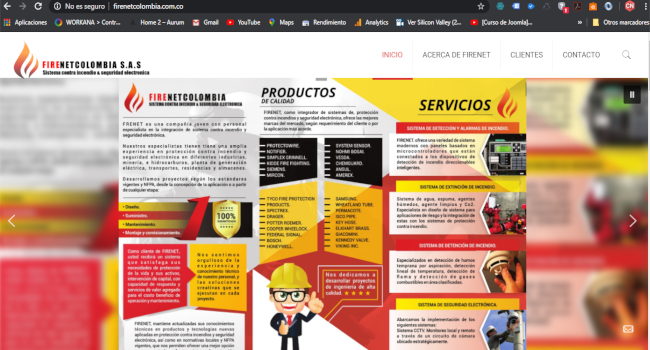 No es seguro | firenetcolombia.com.co
Aplicaciones
WORKANA > Contr...
Home 2 – Aurum
Gmail
YouTube
Maps
Rendimiento
Analytics
Ver Silicon Valley (2...
[Curso de Joomla]...
»
Otros marcadores
FIRENETCOLOMBIA S.A.S
Sistema contra incendio & seguridad electronica
INICIO
ACERCA DE FIRENET
CLIENTES
CONTACTO
FIRENETCOLOMBIA
SISTEMA CONTRA INCENDIO & SEGURIDAD ELECTRONICA
FIRENET es una compañía joven con personal
especialista en la integración de sistema contra incendio y
seguridad electrónica.
Nuestros especialistas tienen tiene una amplia
experiencia en protección contra incendio y
seguridad electrónica en diferentes industrias,
minería, e hidrocarburos, planta de generación
eléctrica, transportes, residencias y almacenes.
Desarrollamos proyectos según los estándares
vigentes y NFPA, desde la concepción de la aplicación o a partir
de cualquier etapa:
- Diseño.
- Suministro.
- Mantenimiento.
- Montaje y comisionamiento.
100%
Como cliente de FIRENET,
usted recibirá un sistema
que satisfaga sus
necesidades de protección
de la vida y sus activos,
intervención de capital, con
capacidad de respuesta y
servicios de valor agregado
para el costo beneficio de
operación y mantenimiento.
Nos sentimos
orgullosos de la
experiencia y
conocimiento técnico
de nuestro personal, y
las soluciones
creativas que se
ejecutan en cada
proyecto.
FIRENET, mantiene actualizadas sus conocimientos
técnicos en productos y tecnologías nuevas
aplicadas en protección contra incendios y seguridad
electrónica, así como en normativas locales y NFPA
vigentes, que nos permiten ofrecer una mejor opción
PRODUCTOS
DE CALIDAD
FIRENET, como integrador de sistemas de, protección
contra incendio y seguridad electrónica, ofrece las mejores
marcas del mercado, según requerimiento del cliente o por
la aplicación más acorde.
• PROTECTOWIRE.
• NOTIFIER.
• SIMPLEX GRINNELL.
• KIDDE FIRE FIGHTING.
• SIEMENS.
• MIRCOM.
• SYSTEM SENSOR.
• NOHMI BOSAI.
• VESDA.
• CHEMGUARD.
• ANSUL.
• AMEREX.
• TYCO FIRE PROTECTION
• PRODUCTS.
• SPECTREX.
• DRAGER.
• POTTER ROEMER.
• COOPER WHEELOCK.
• FEDERAL SIGNAL.
• BOSCH.
• HONEYWELL.
• SAMSUNG.
• WHEATLAND TUBE.
• PERMACOTE.
• OCO PIPE.
• KEY HOSE.
• ELKHART BRASS.
• GIACOMINI.
• KENNEDY VALVE.
• VIKING INC.
Nos dedicamos a
desarrollar proyectos
de ingeniería de alta
calidad.
SERVICIOS
SISTEMA DE DETECCIÓN Y ALARMAS DE INCENDIO.
FIRENET ofrece una variedad de sistema
modernos con paneles basados en
microcontroladores que están
conectados a los dispositivos de
detección de incendio direccionables
inteligentes.
SISTEMA DE EXTINCIÓN DE INCENDIO.
Sistema de agua, espuma, agentes
húmedos, agente limpios y Co2.
Especialista en diseño de sistema para
aplicaciones de riesgo y la integración de
estas con los sistemas de protección
contra incendio.
SISTEMA DE DETECCIÓN DE INCENDIO.
Especializados en detección de humos
temprana por aspiración, detección
lineal de temperatura, detección de
flama y detección de gases
combustibles en área clasificadas.
SISTEMA DE SEGURIDAD ELECTRÓNICA.
Abarcamos la implementación de los
siguientes sistemas:
Sistema CCTV. Monitoreo local y remoto
a través de un circuito de cámara
ubicado estratégicamente.